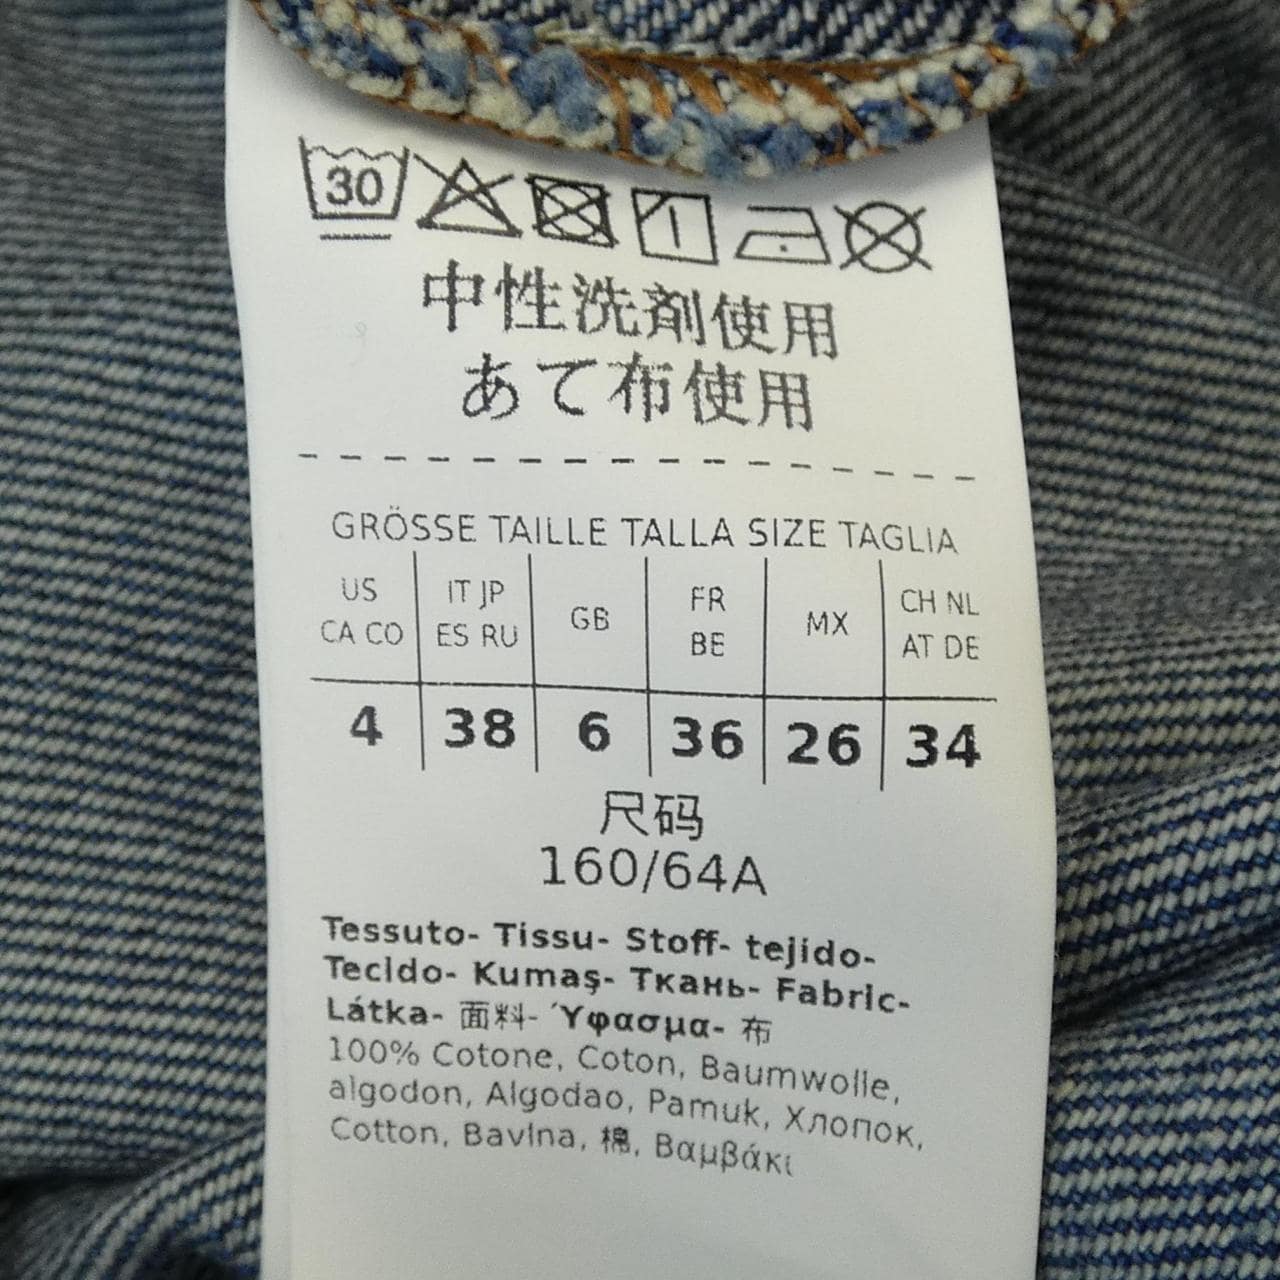 30
中性洗剤使用
あて布使用
GRÖSSE TAILLE TALLA SIZE TAGLIA
US CA CO
IT JP ES RU
GB
FR BE
MX
CH NL AT DE
4 38 6 36 26 34
尺码
160/64A
Tessuto- Tissu- Stoff- tejido-
Tecido- Kumaş- Ткань- Fabric-
Látka- 面料- Ύφασμα- 布
100% Cotone, Coton, Baumwolle,
algodon, Algodao, Pamuk, Хлопок,
Cotton, Bavlna, 棉, Βαμβάκι